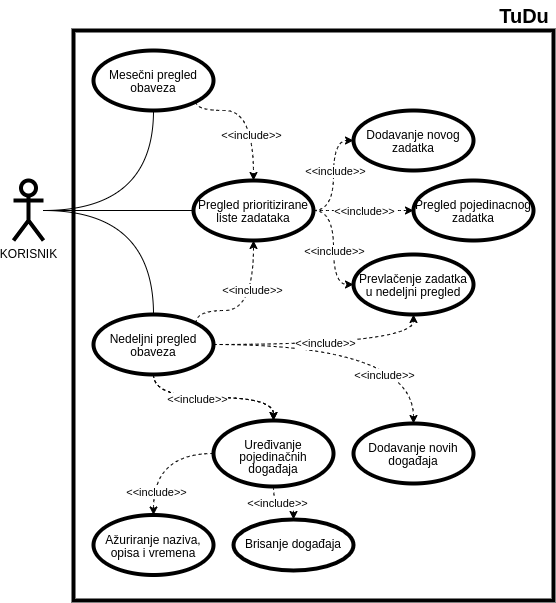 TuDu
Mesečni pregled
obaveza
<<include>>
Dodavanje novog
zadatka
<<include>>
KORISNIK
Pregled prioritizirane
liste zadataka
<<include>>
Pregled pojedinacnog
zadatka
<<include>>
Prevlačenje zadatka
u nedeljni pregled
<<include>>
Nedeljni pregled
obaveza
<<include>>
<<include>>
<<include>>
Uređivanje
pojedinačnih
događaja
Dodavanje novih
događaja
<<include>>
<<include>>
Ažuriranje naziva,
opisa i vremena
Brisanje događaja